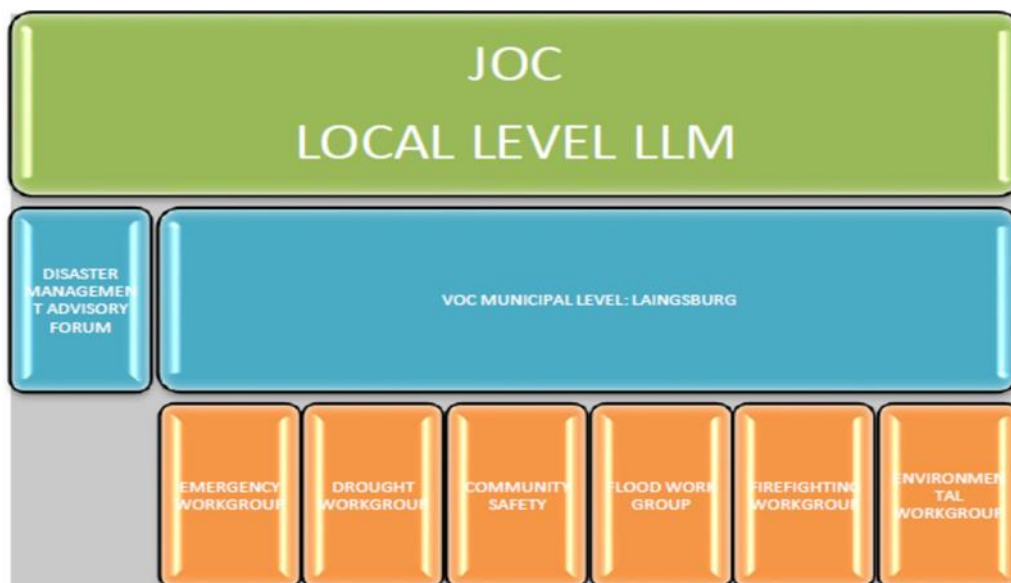 JOC
LOCAL LEVEL LLM
DISASTER
MANAGEMEN
T ADVISORY
FORUM
VOC MUNICIPAL LEVEL: LAINGSBURG
EMERGENCY
WORKGROUP
DROUGHT
WORKGROUP
COMMUNITY
SAFETY
FLOOD WORK
GROUP
FIREFIGHTING
WORKGROUP
ENVIRONMEN
TAL
WORKGROUP